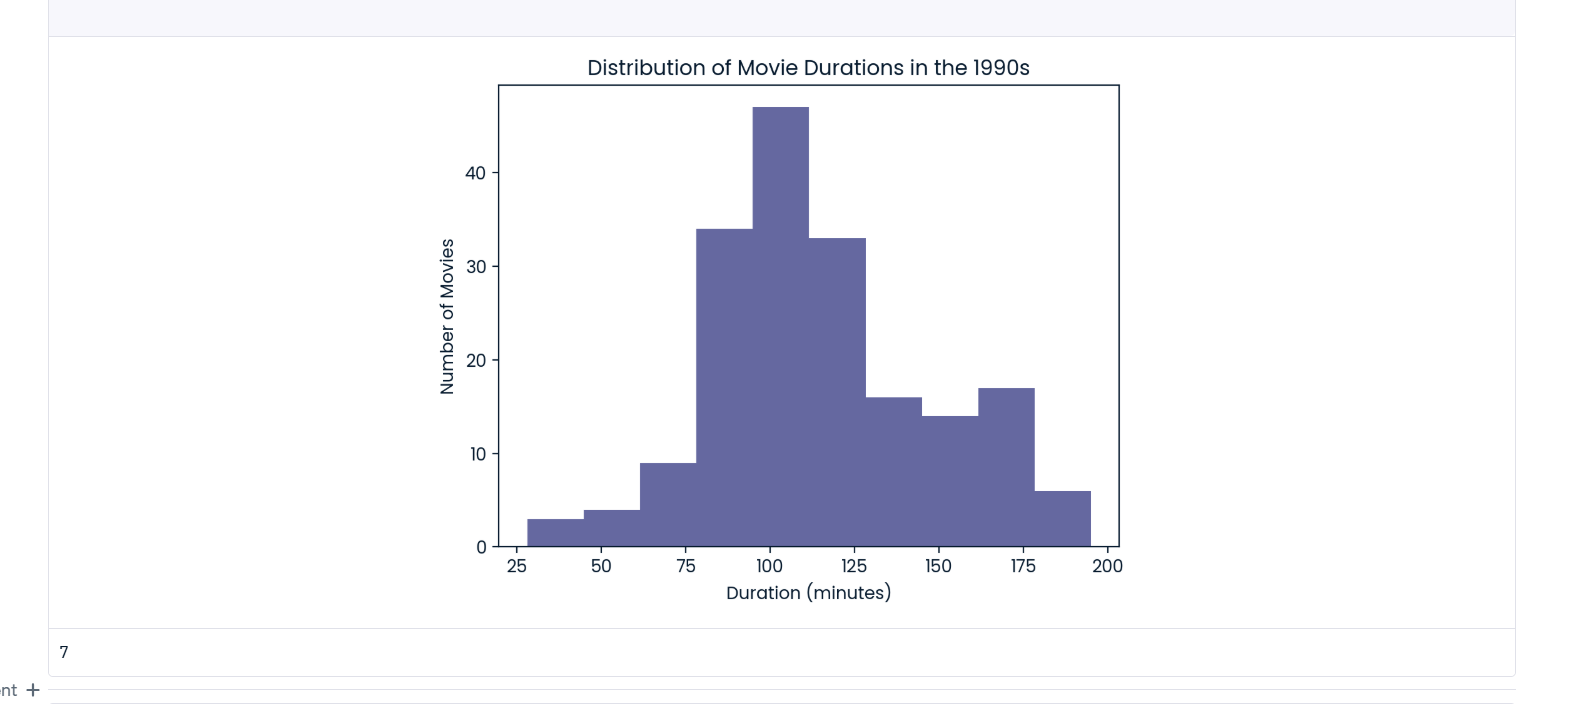 Distribution of Movie Durations in the 1990s
Number of Movies
40
30
20
10
0
25 50 75 100 125 150 175 200
Duration (minutes)
7
nt +